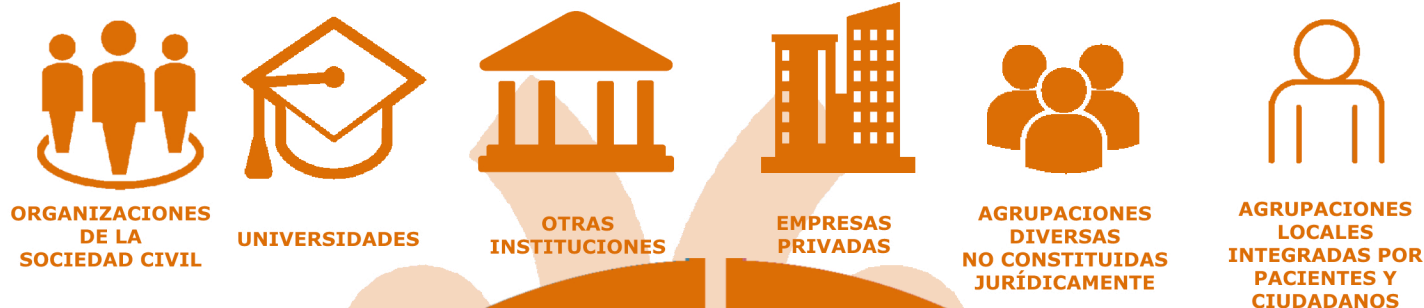 ORGANIZACIONES
DE LA
SOCIEDAD CIVIL
UNIVERSIDADES
OTRAS
INSTITUCIONES
EMPRESAS
PRIVADAS
AGRUPACIONES
DIVERSAS
NO CONSTITUIDAS
JURÍDICAMENTE
AGRUPACIONES
LOCALES
INTEGRADAS POR
PACIENTES Y
CIUDADANOS